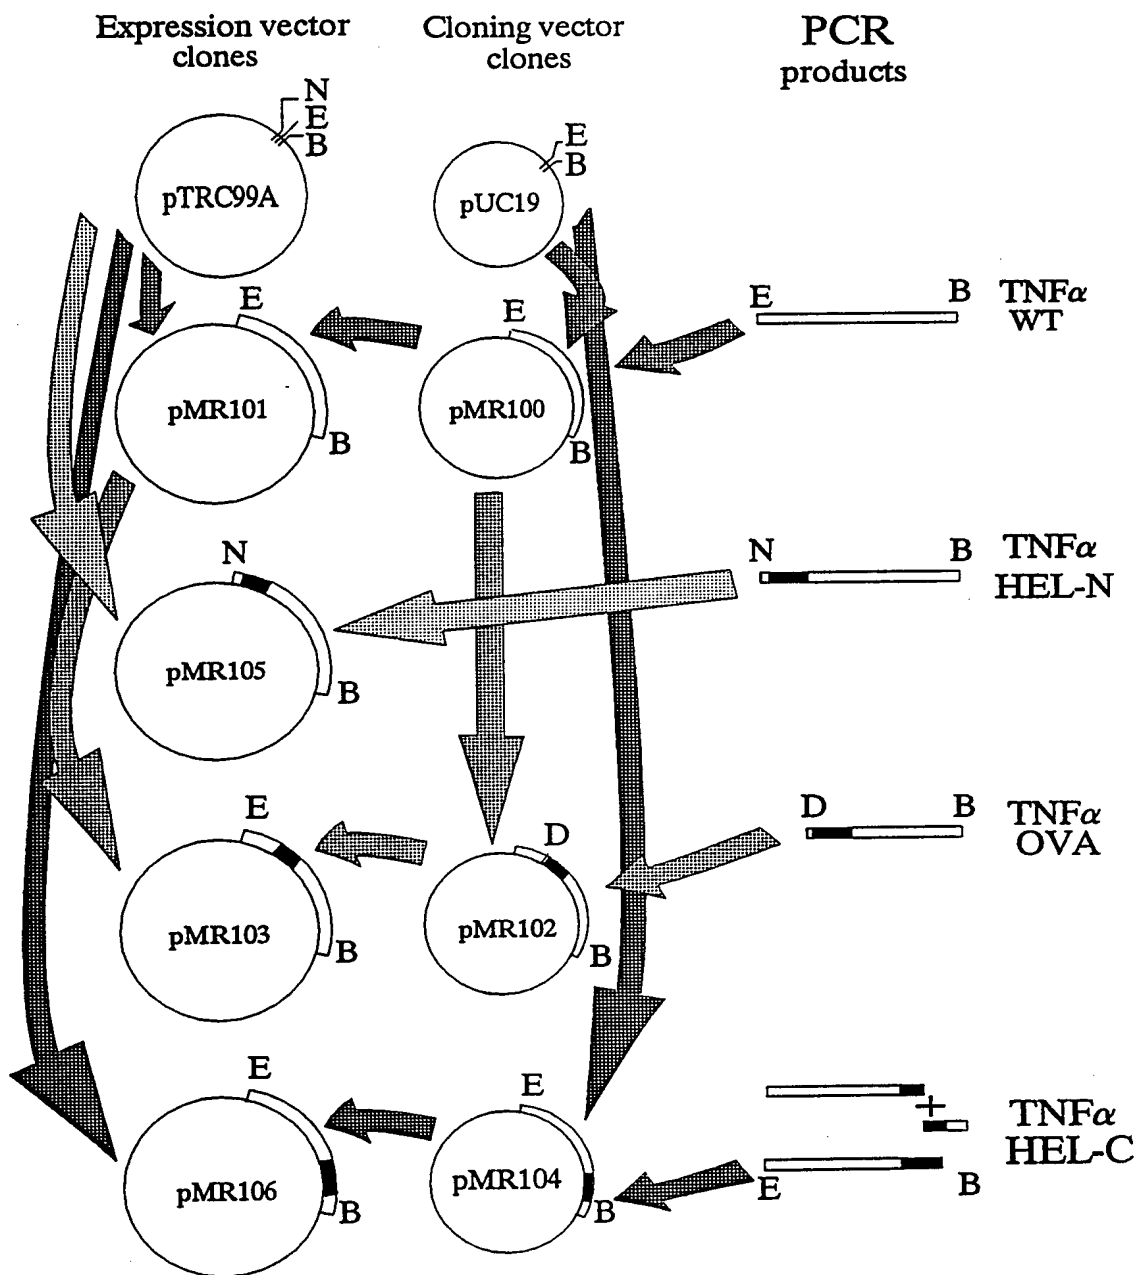 Expression vector
clones
Cloning vector
clones
PCR
products
N
E
B
pTRC99A
E
B
pUC19
E
B
pMR101
E
B
pMR100
E
B
TNFα
WT
N
B
pMR105
N
B
TNFα
HEL-N
E
B
pMR103
D
B
pMR102
D
B
TNFα
OVA
E
B
pMR106
E
B
pMR104
+
E
B
TNFα
HEL-C